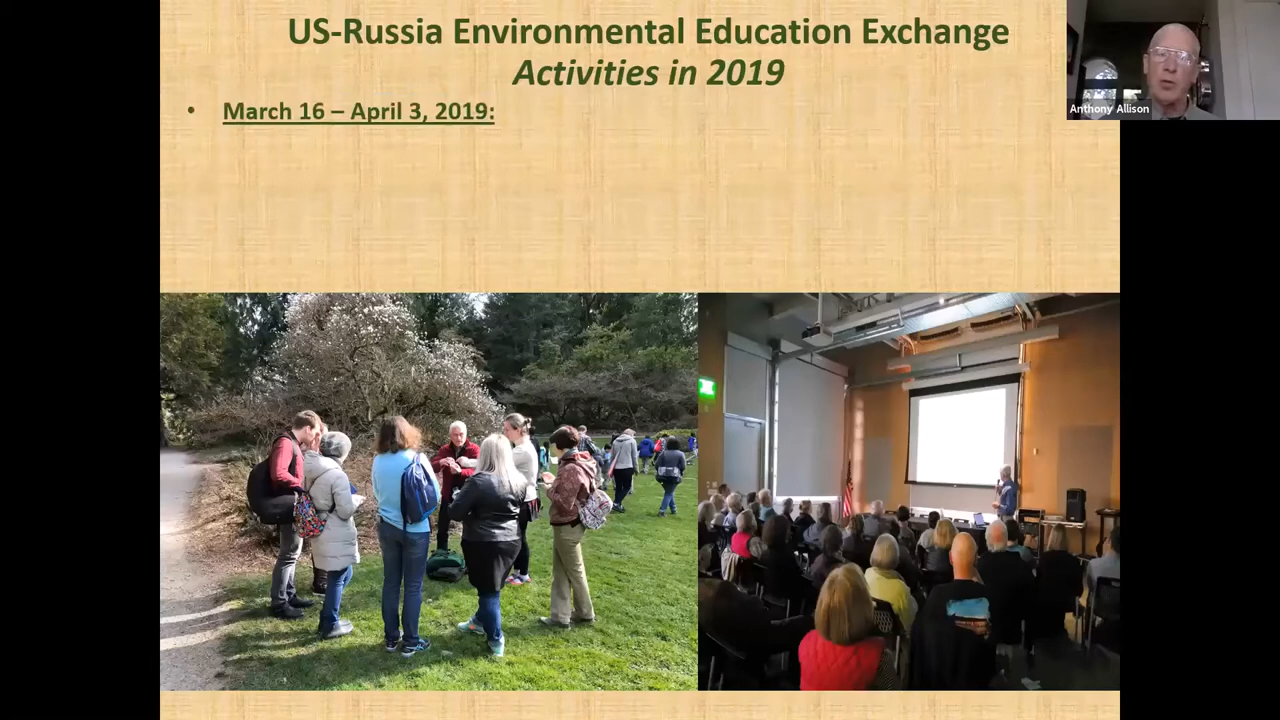 US-Russia Environmental Education Exchange
Activities in 2019
• March 16 – April 3, 2019:
Anthony Allison